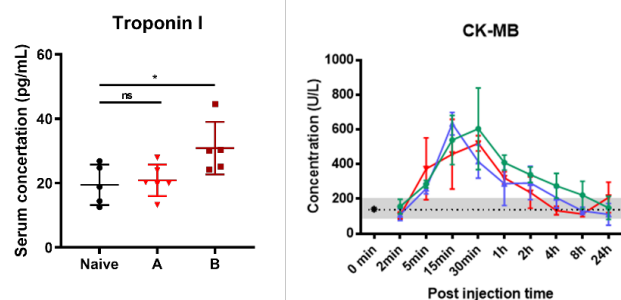 Troponin I
Serum concertation (pg/mL)
60
40
20
0
*
ns
Naive
A
B
CK-MB
Concentration (U/L)
1000
800
600
400
200
0
0 min
2min
5min
15min
30min
1h
2h
4h
8h
24h
Post injection time